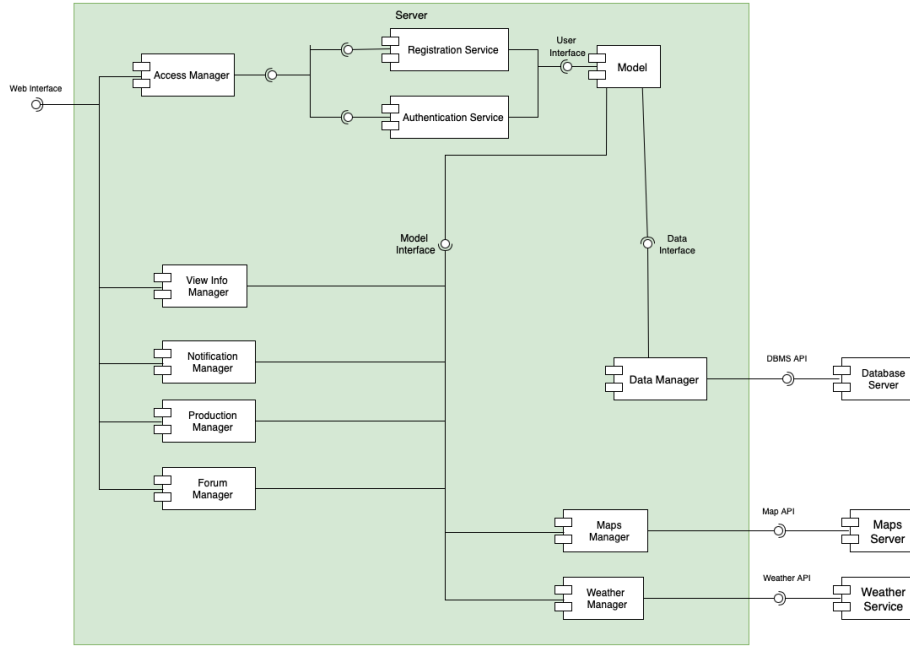 Server
Registration Service
User
Interface
Model
Access Manager
Web Interface
Authentication Service
Model
Interface
Data
Interface
View Info
Manager
Notification
Manager
DBMS API
Data Manager
Database
Server
Production
Manager
Forum
Manager
Maps
Manager
Map API
Maps
Server
Weather
Manager
Weather API
Weather
Service